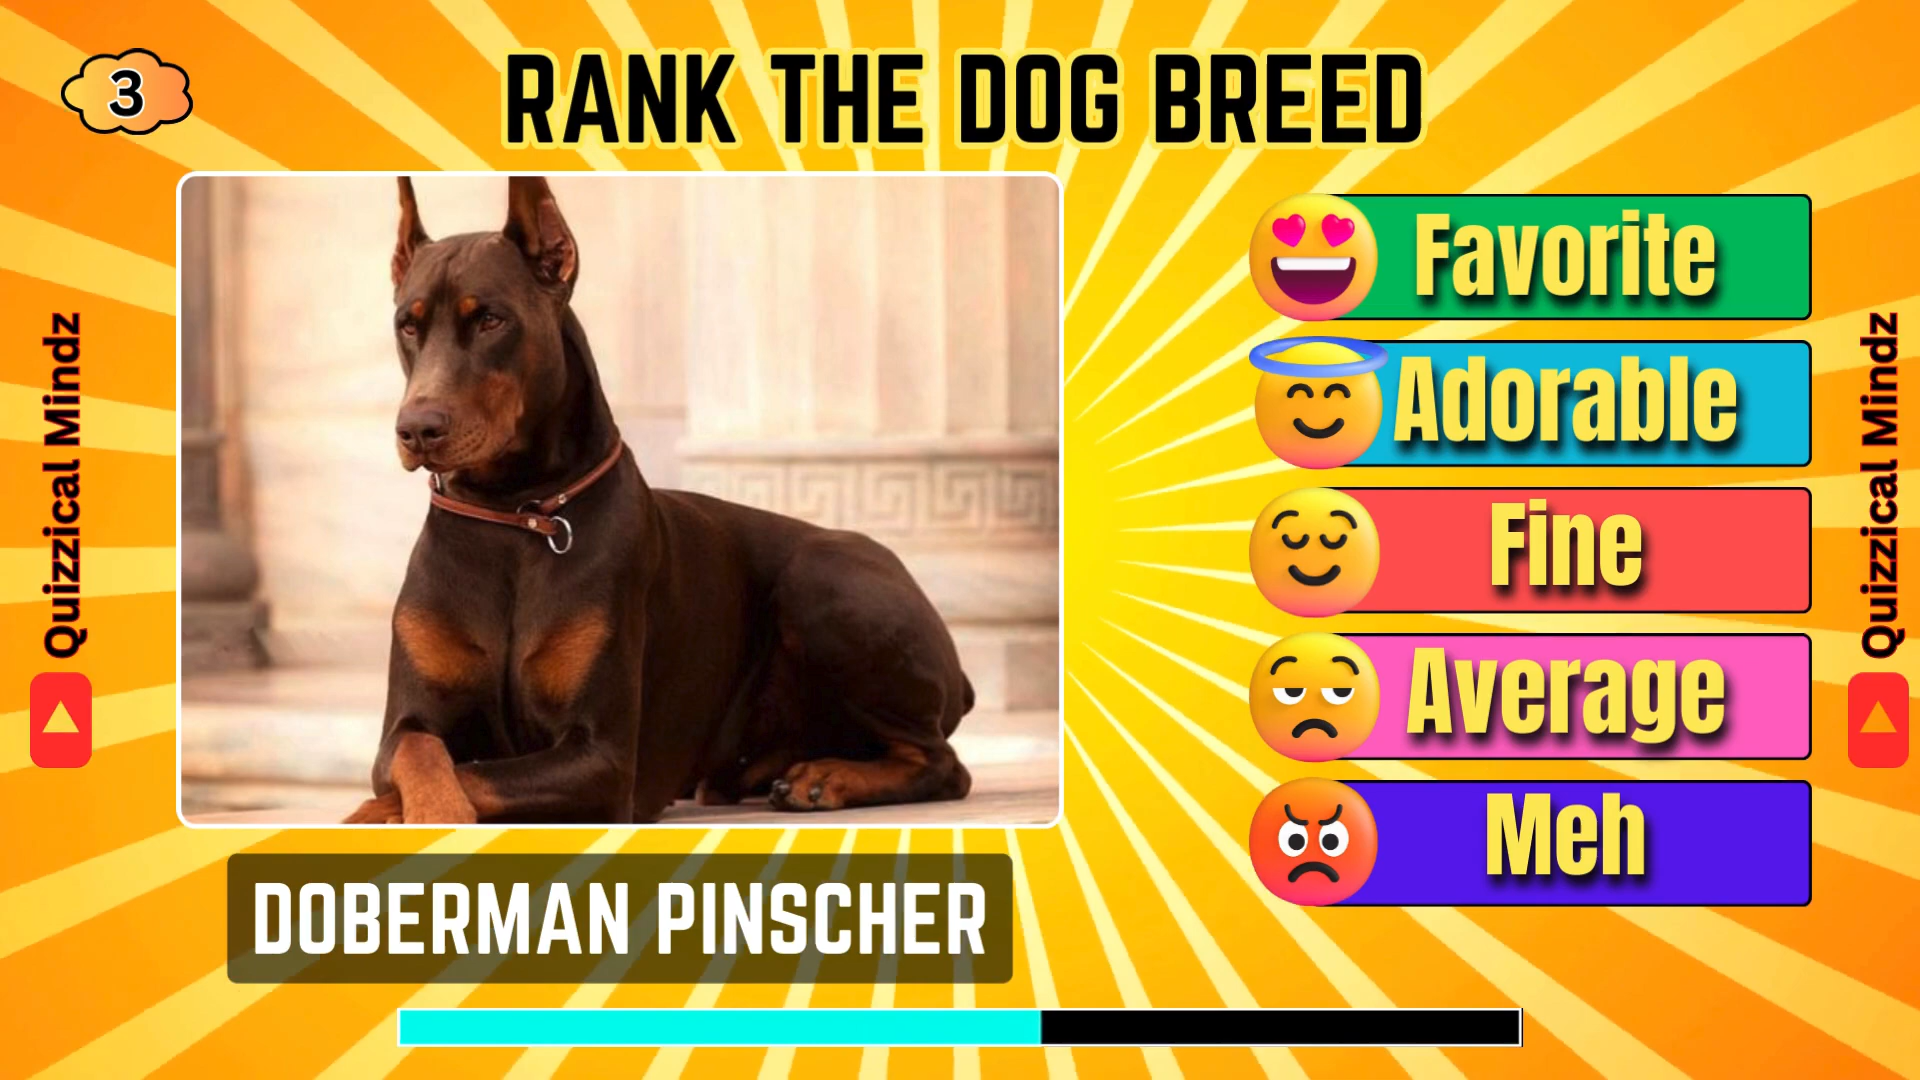 3
RANK THE DOG BREED
Quizzical Mindz
Favorite
Adorable
Fine
Average
Meh
Quizzical Mindz
DOBERMAN PINSCHER